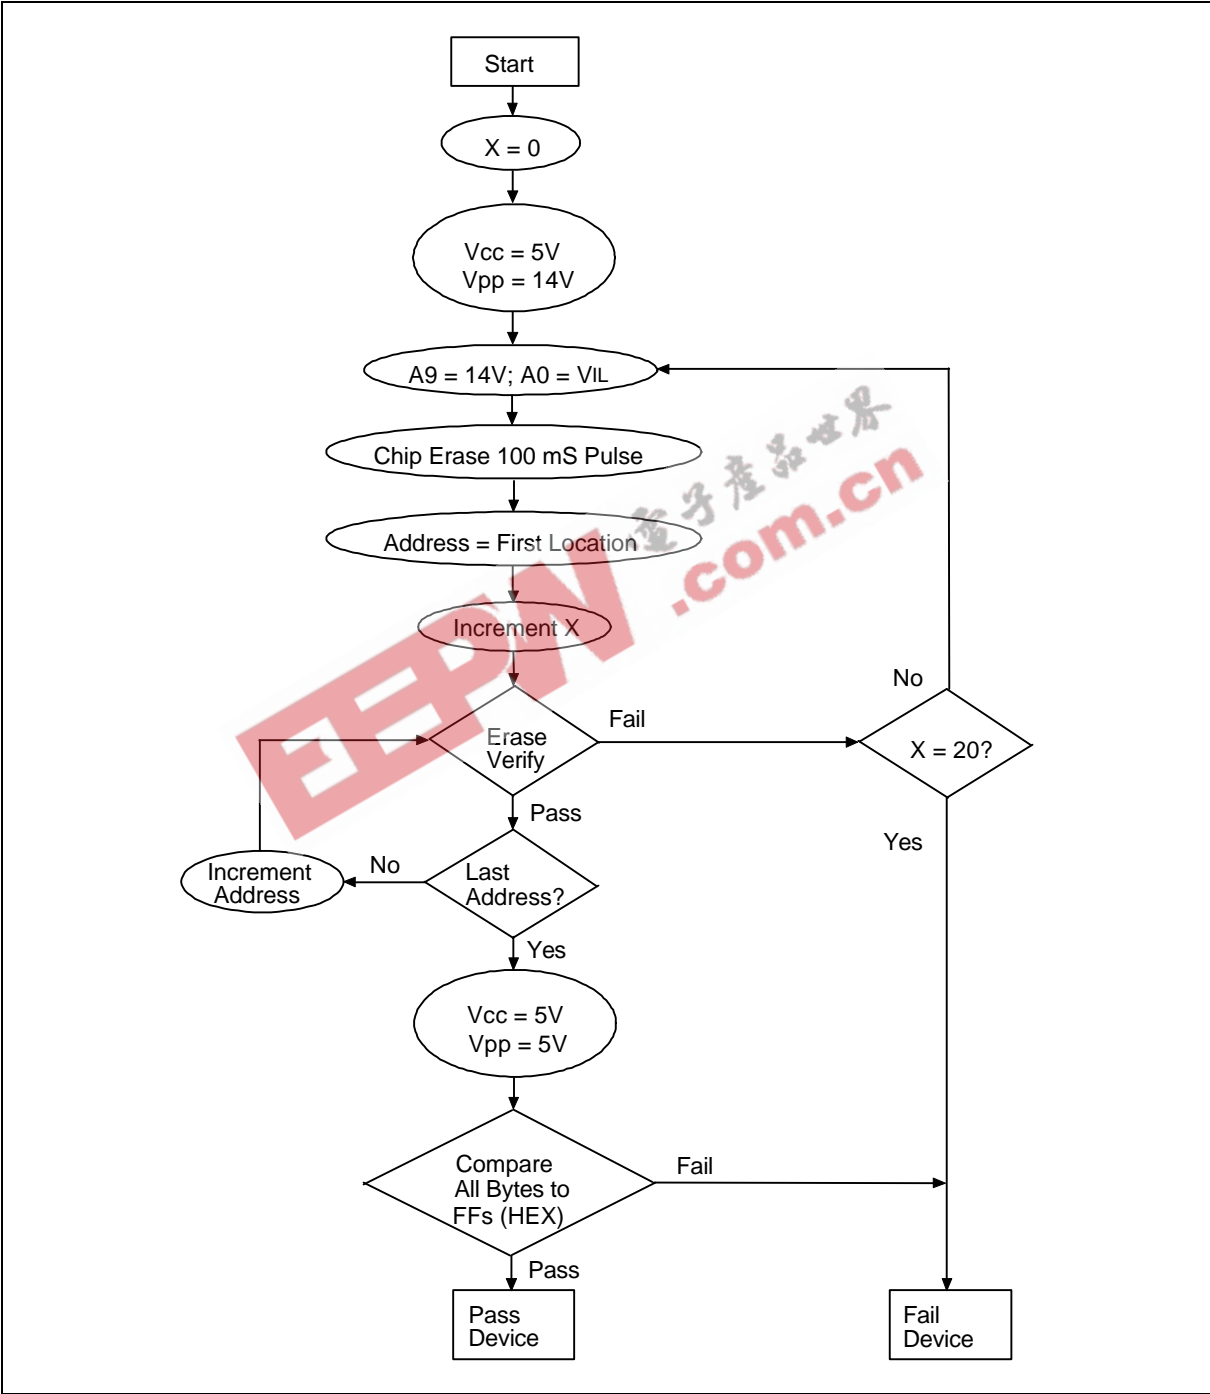 Start
X = 0
Vcc = 5V
Vpp = 14V
A9 = 14V; A0 = VIL
Chip Erase 100 mS Pulse
Address = First Location
Increment X
Erase
Verify
Fail
X = 20?
No
Yes
Pass
Last
Address?
No
Increment
Address
Yes
Vcc = 5V
Vpp = 5V
Compare
All Bytes to
FFs (HEX)
Fail
Pass
Pass
Device
Fail
Device
EEPW
.com.cn
電子產品世界